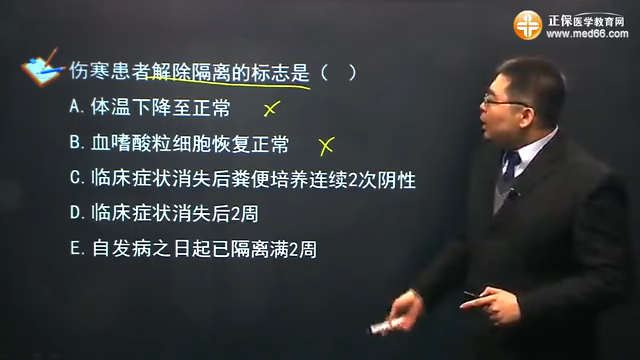 正保医学教育网
www.med66.com
伤寒患者解除隔离的标志是( )
A.体温下降至正常
B.血嗜酸粒细胞恢复正常
C.临床症状消失后粪便培养连续2次阴性
D.临床症状消失后2周
E.自发病之日起已隔离满2周